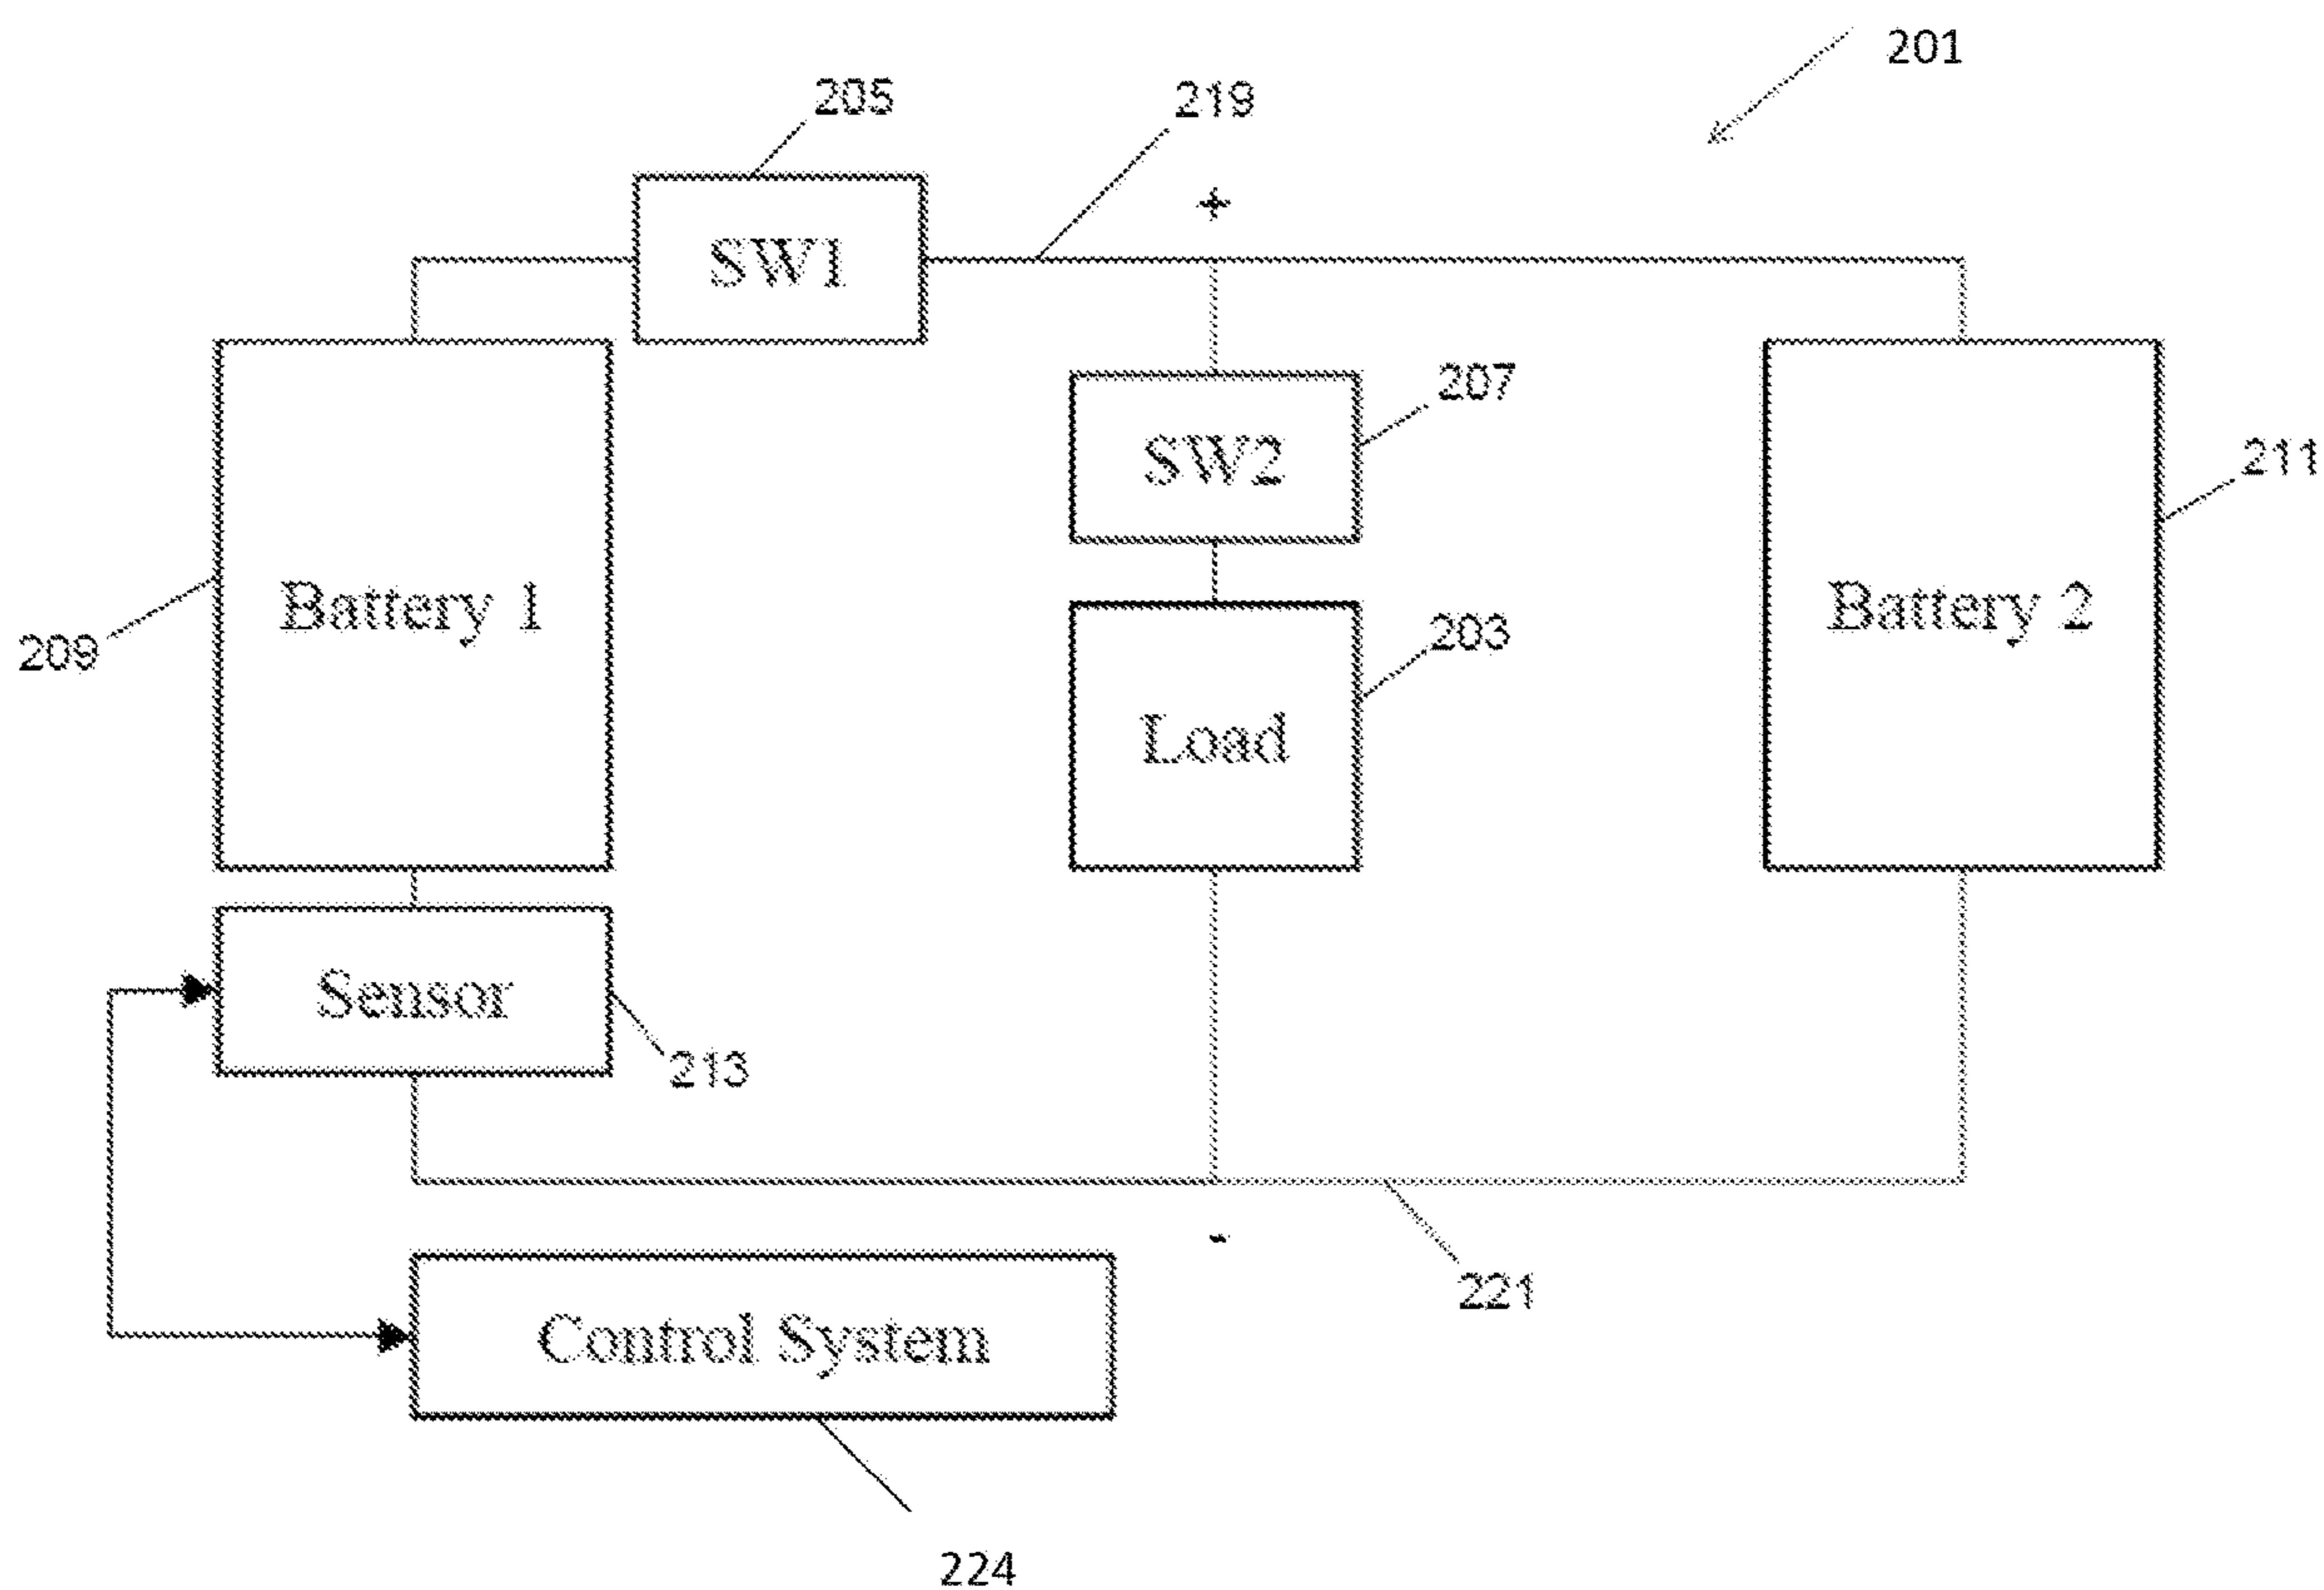 201
205
219
+
SW1
207
SW2
211
Battery 1
Battery 2
209
203
Load
Sensor
213
-
221
Control System
224